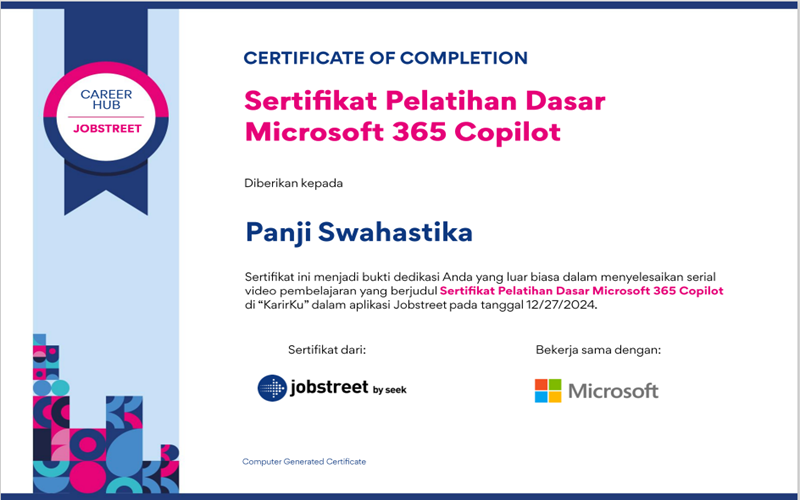 CAREER
HUB
JOBSTREET
CERTIFICATE OF COMPLETION
Sertifikat Pelatihan Dasar
Microsoft 365 Copilot
Diberikan kepada
Panji Swahastika
Sertifikat ini menjadi bukti dedikasi Anda yang luar biasa dalam menyelesaikan serial
video pembelajaran yang berjudul Sertifikat Pelatihan Dasar Microsoft 365 Copilot
di “KarirKu” dalam aplikasi Jobstreet pada tanggal 12/27/2024.
Sertifikat dari:
Bekerja sama dengan:
jobstreet by seek
Microsoft
Computer Generated Certificate